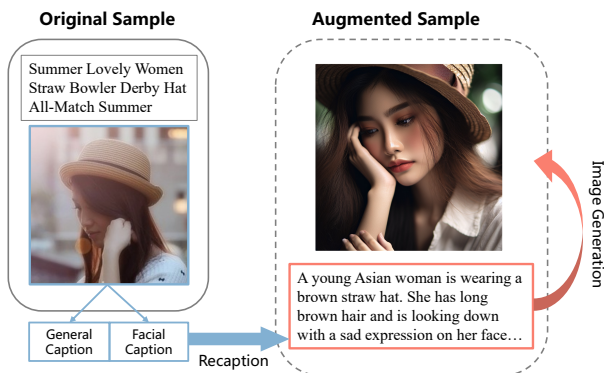 Original Sample
Augmented Sample
Summer Lovely Women
Straw Bowler Derby Hat
All-Match Summer
General
Caption
Facial
Caption
Recaption
A young Asian woman is wearing a
brown straw hat. She has long
brown hair and is looking down
with a sad expression on her face…
Image Generation